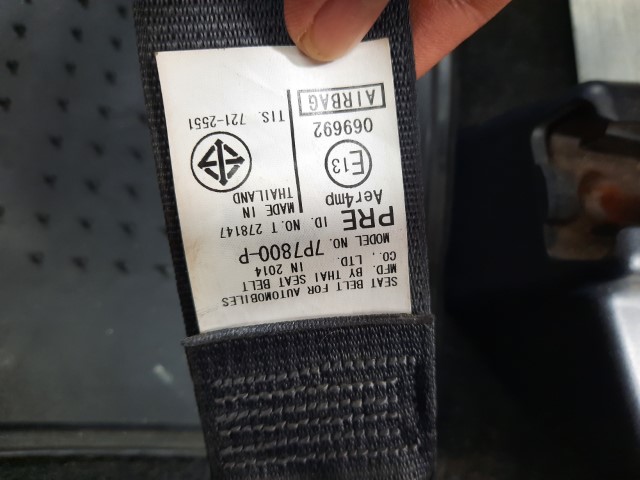 SEAT BELT FOR AUTOMOBILES
MFD. BY THAI SEAT BELT
CO., LTD. IN 2014
MODEL NO. 7P7800-P
PRE ID. NO. T 278147
Aer4mp
MADE IN
THAILAND
E13
069692
TIS. 721-2551
AIRBAG